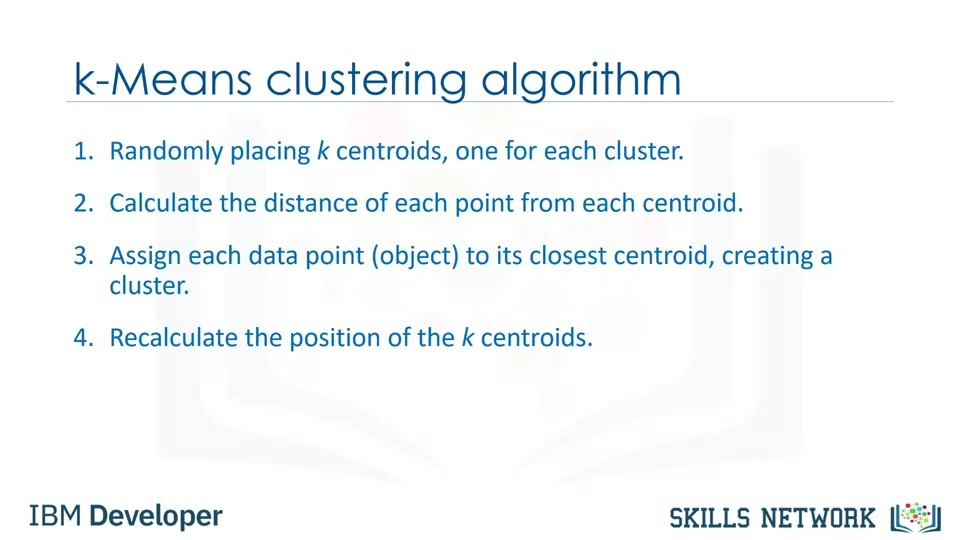 k-Means clustering algorithm
1. Randomly placing k centroids, one for each cluster.
2. Calculate the distance of each point from each centroid.
3. Assign each data point (object) to its closest centroid, creating a
cluster.
4. Recalculate the position of the k centroids.
IBM Developer
SKILLS NETWORK